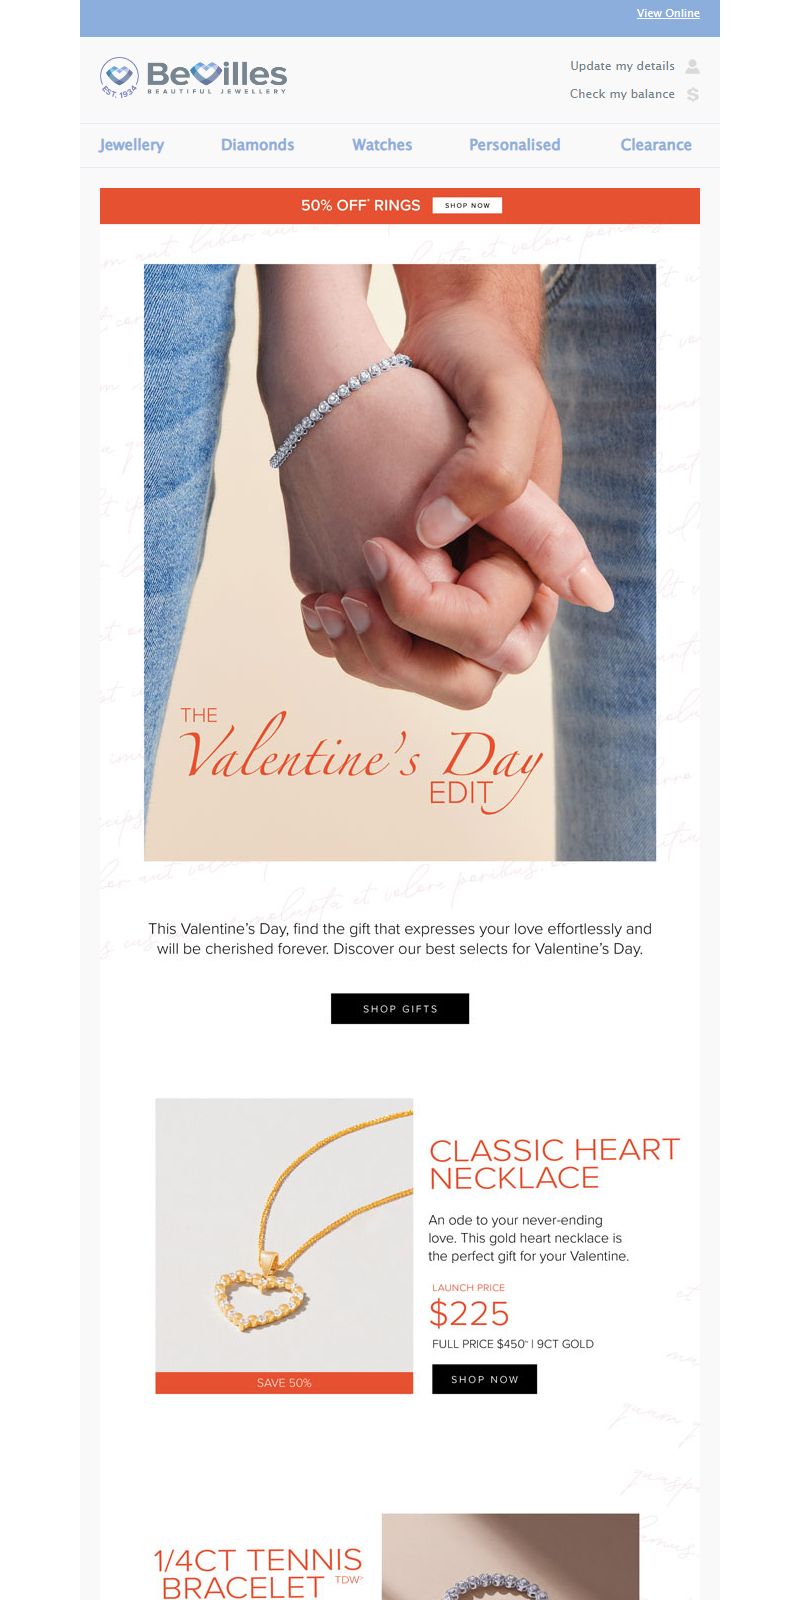 View Online
BeVilles
BEAUTIFUL JEWELLERY
EST. 1934
Update my details
Check my balance
Jewellery Diamonds Watches Personalised Clearance
50% OFF* RINGS SHOP NOW
THE
Valentine's Day
EDIT
This Valentine's Day, find the gift that expresses your love effortlessly and
will be cherished forever. Discover our best selects for Valentine's Day.
SHOP GIFTS
CLASSIC HEART
NECKLACE
An ode to your never-ending
love. This gold heart necklace is
the perfect gift for your Valentine.
LAUNCH PRICE
$225
FULL PRICE $450~ | 9CT GOLD
SAVE 50%
SHOP NOW
1/4CT TENNIS
BRACELET TDW>